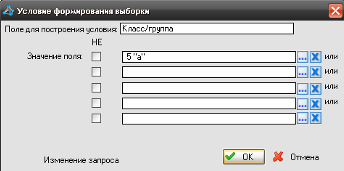 Условие формирования выборки
Поле для построения условия: Класс/группа
НЕ
Значение поля: 5 "а" ... или
... или
... или
... или
...
Изменение запроса OK Отмена